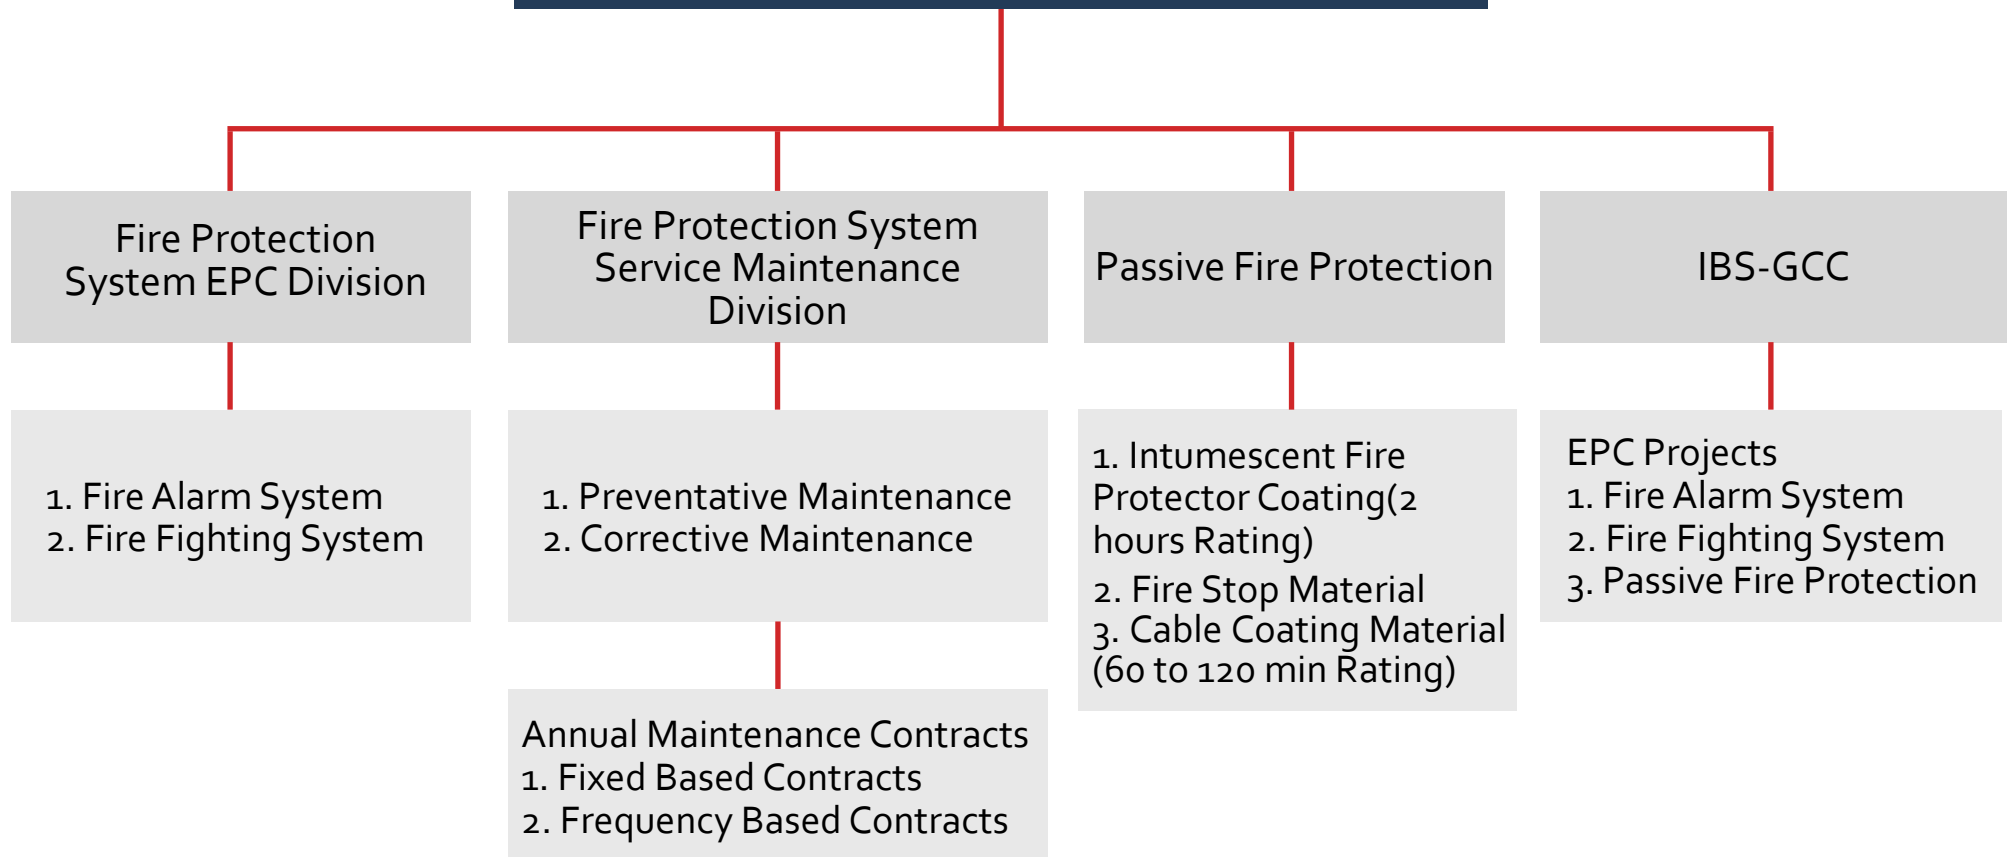 Fire Protection
System EPC Division
Fire Protection System
Service Maintenance
Division
Passive Fire Protection
IBS-GCC
1. Fire Alarm System
2. Fire Fighting System
1. Preventative Maintenance
2. Corrective Maintenance
1. Intumescent Fire
Protector Coating(2
hours Rating)
2. Fire Stop Material
3. Cable Coating Material
(60 to 120 min Rating)
EPC Projects
1. Fire Alarm System
2. Fire Fighting System
3. Passive Fire Protection
Annual Maintenance Contracts
1. Fixed Based Contracts
2. Frequency Based Contracts